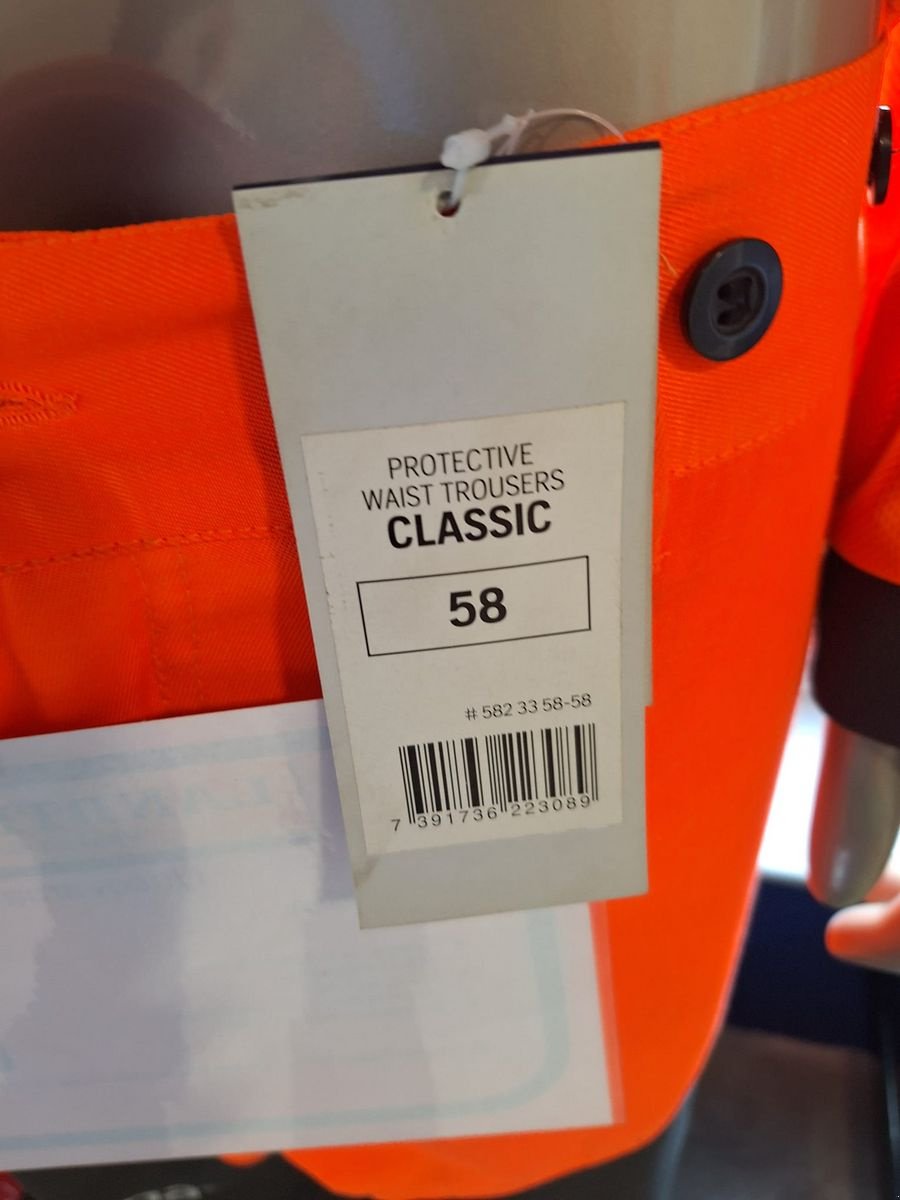 PROTECTIVE
WAIST TROUSERS
CLASSIC
58
# 582 33 58-58
7 391736 223089